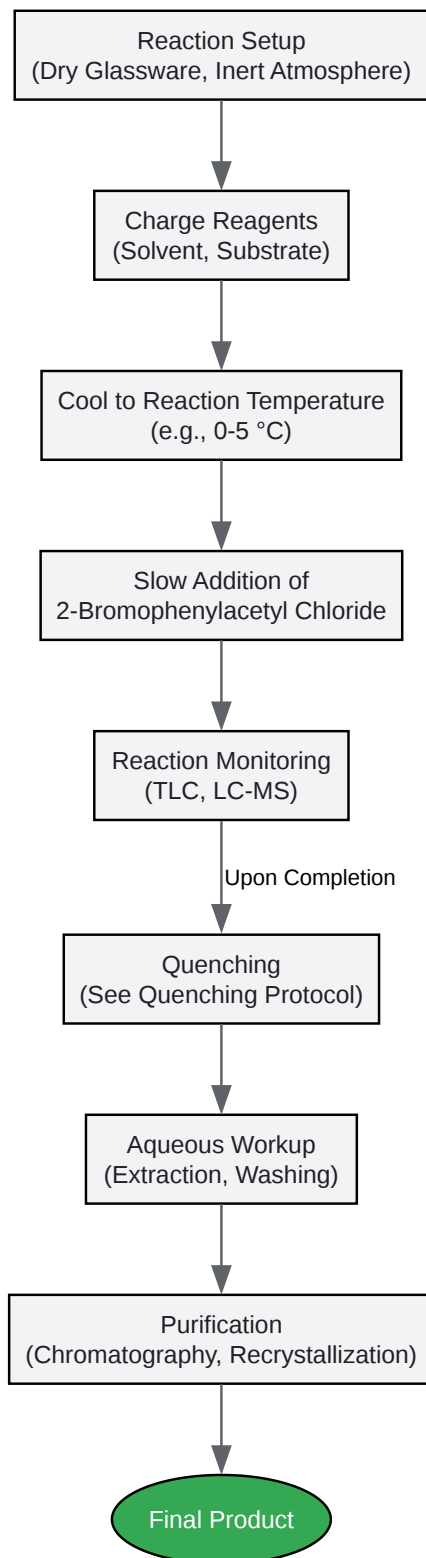 Reaction Setup
(Dry Glassware, Inert Atmosphere)
Charge Reagents
(Solvent, Substrate)
Cool to Reaction Temperature
(e.g., 0-5 °C)
Slow Addition of
2-Bromophenylacetyl Chloride
Reaction Monitoring
(TLC, LC-MS)
Upon Completion
Quenching
(See Quenching Protocol)
Aqueous Workup
(Extraction, Washing)
Purification
(Chromatography, Recrystallization)
Final Product